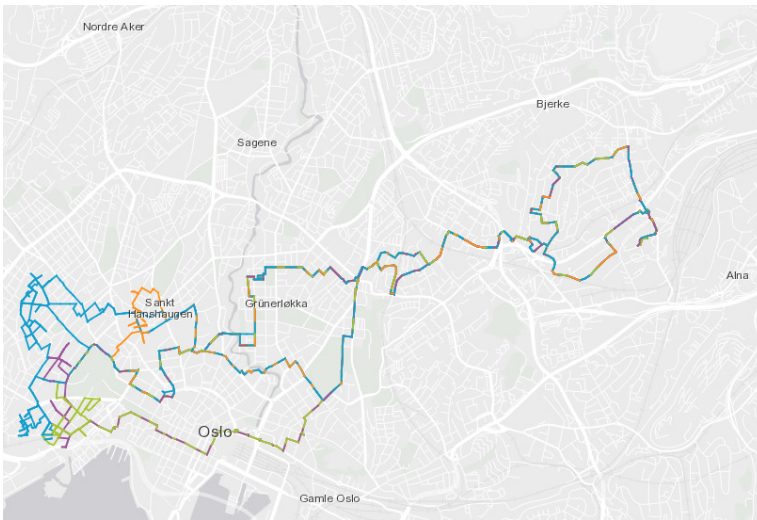 Nordre Aker
Bjerke
Sagene
Alna
Sankt
Hanshaugen
Grünerløkka
Oslo
Gamle Oslo